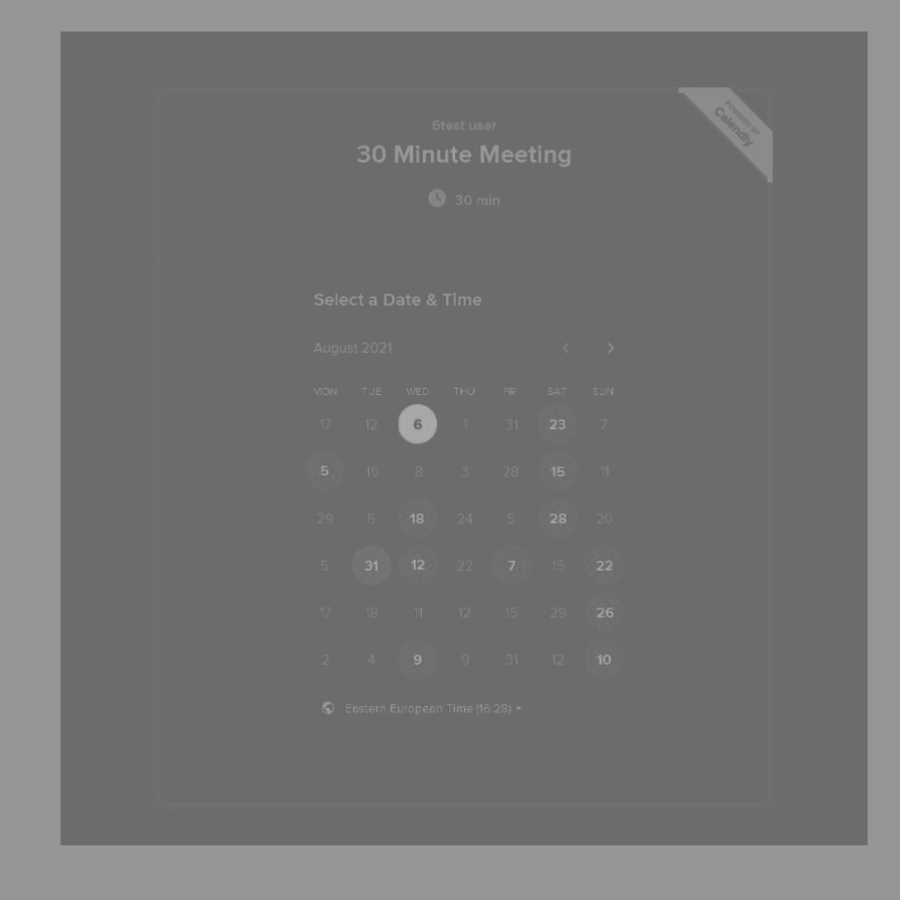 6test user
30 Minute Meeting
30 min
POWERED BY
Calendly
Select a Date & Time
August 2021
MON TUE WED THU FRI SAT SUN
17 12 6 1 31 23 7
5 15 8 3 28 15 11
29 6 18 24 5 28 20
5 31 12 22 7 15 22
17 18 11 12 15 29 26
2 4 9 9 31 12 10
Eastern European Time (16:28)